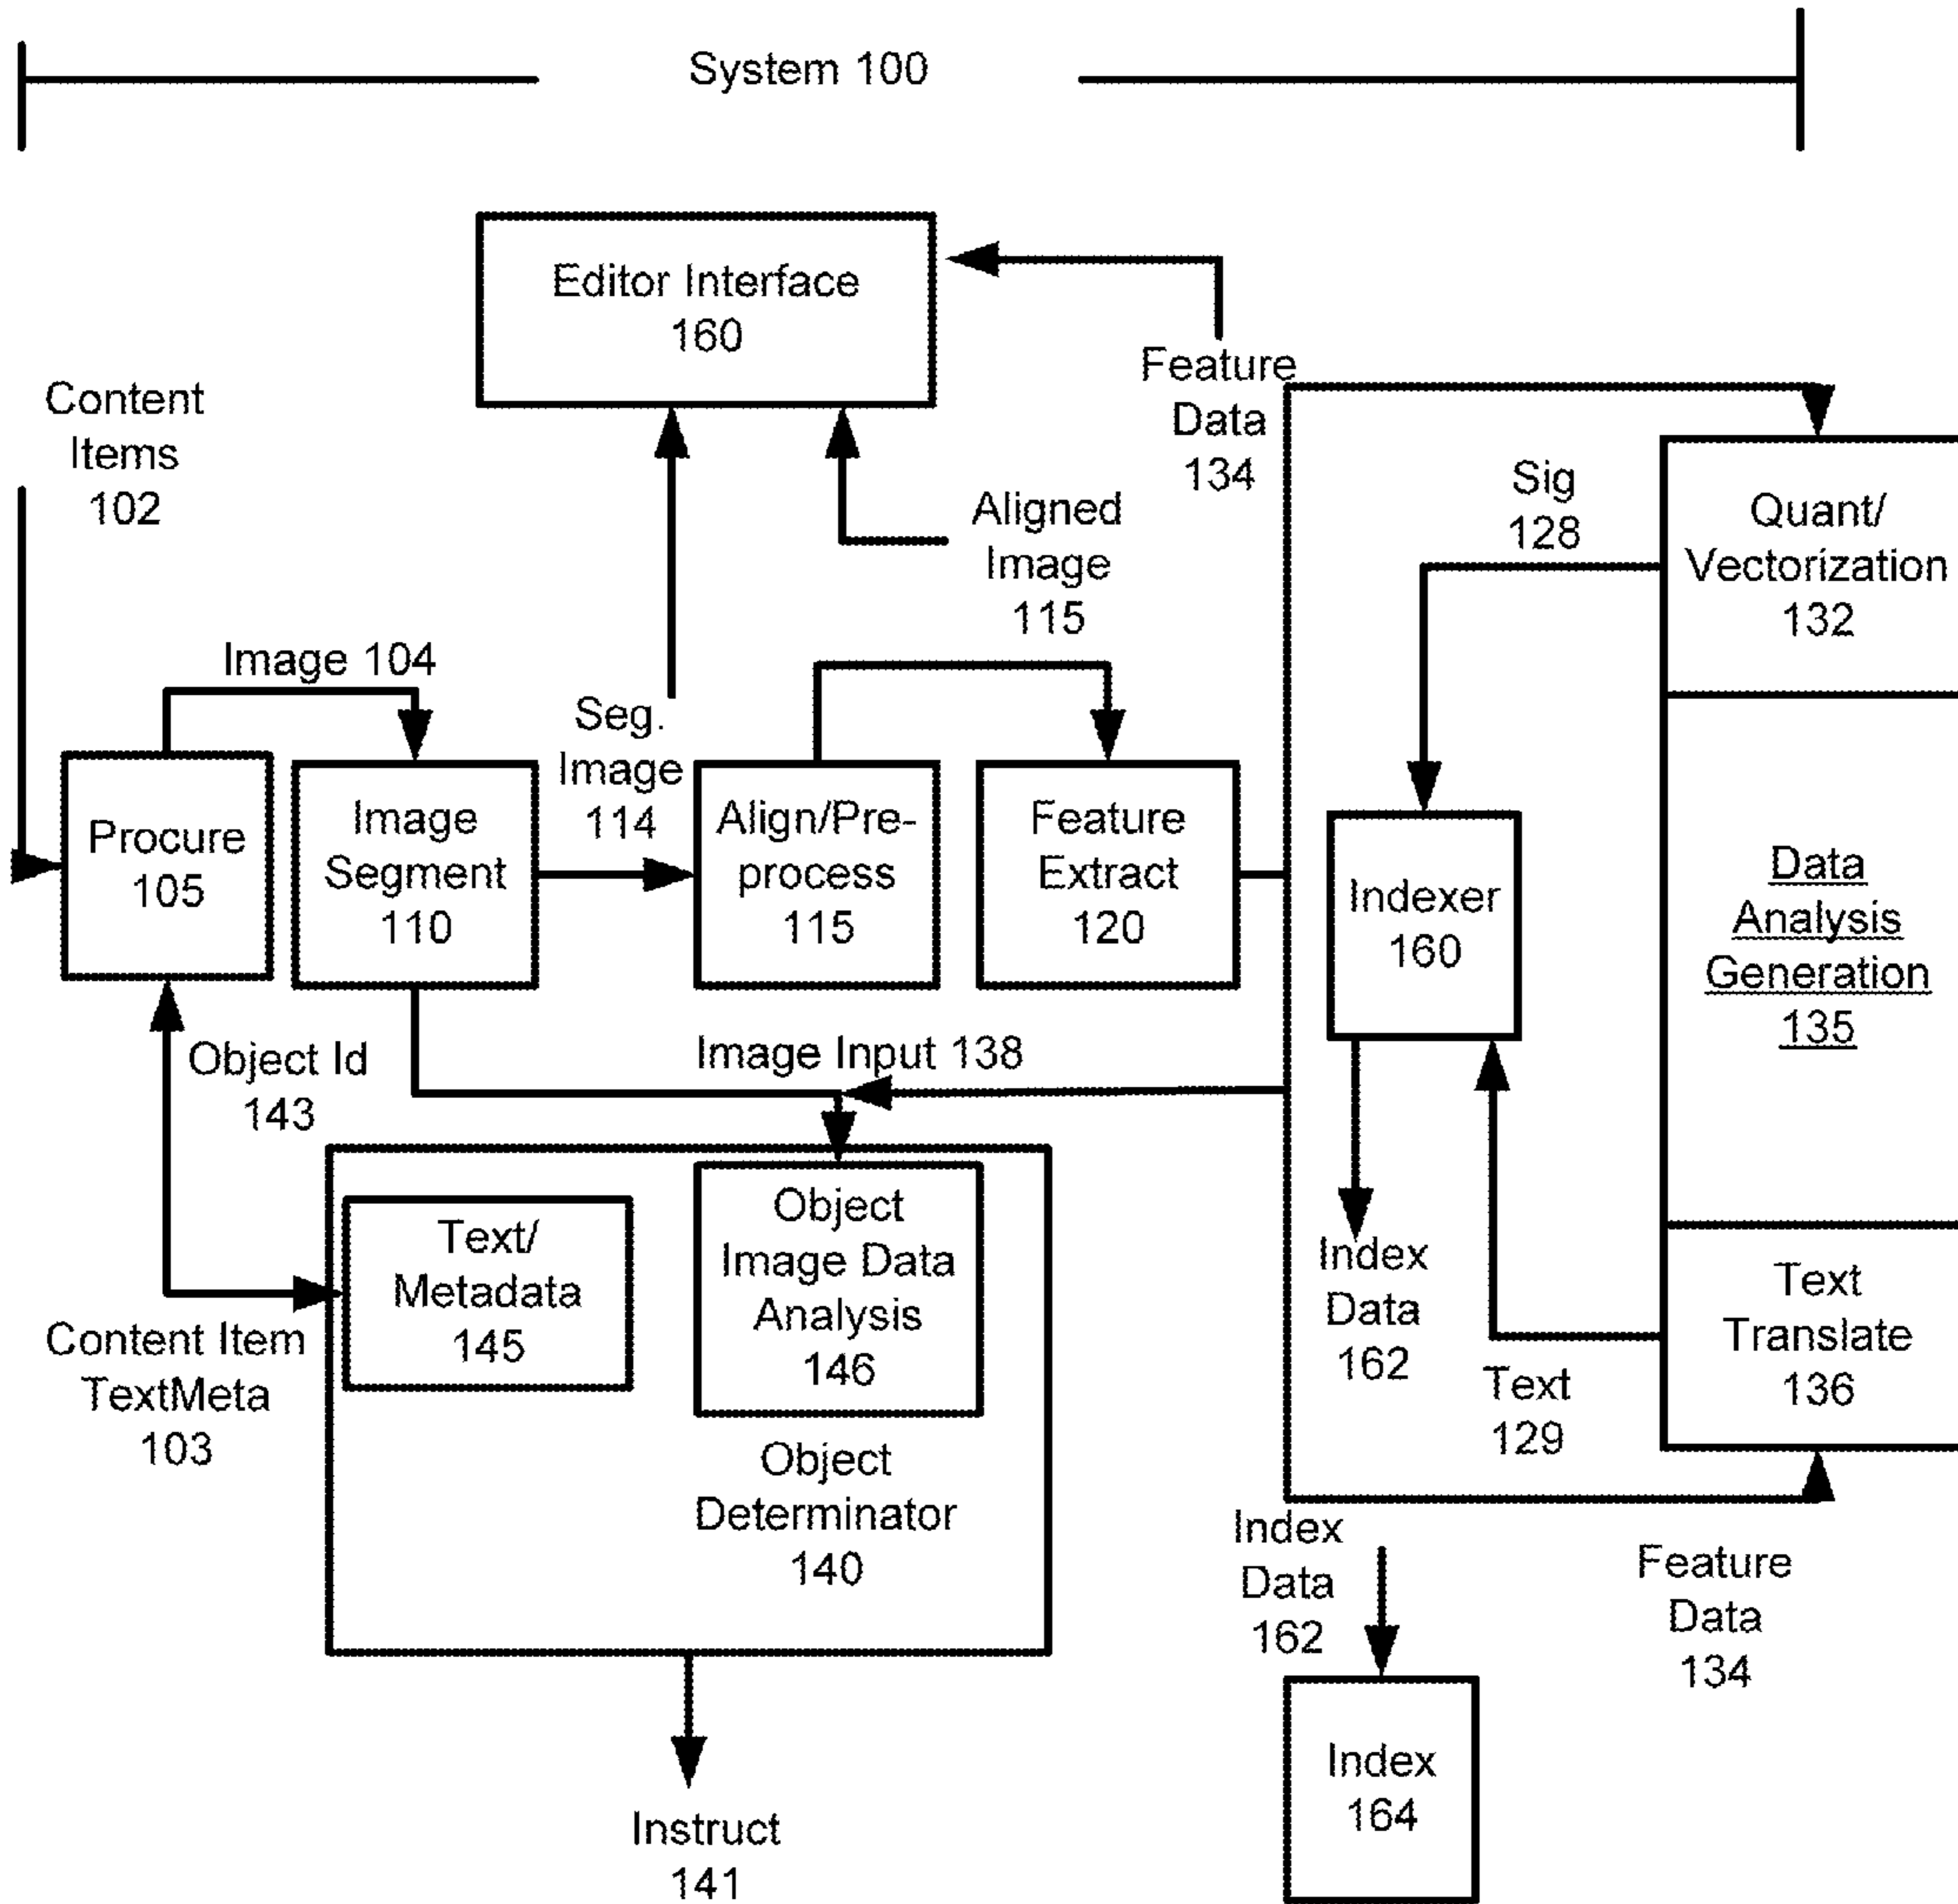 System 100
Editor Interface
160
Content
Items
102
Feature
Data
134
Aligned
Image
115
Sig
128
Quant/
Vectorization
132
Image 104
Seg.
Image
114
Procure
105
Image
Segment
110
Align/Pre-
process
115
Feature
Extract
120
Indexer
160
Data
Analysis
Generation
135
Object Id
143
Image Input 138
Text/
Metadata
145
Object
Image Data
Analysis
146
Index
Data
162
Text
Translate
136
Content Item
TextMeta
103
Text
129
Object
Determinator
140
Index
Data
162
Feature
Data
134
Instruct
141
Index
164